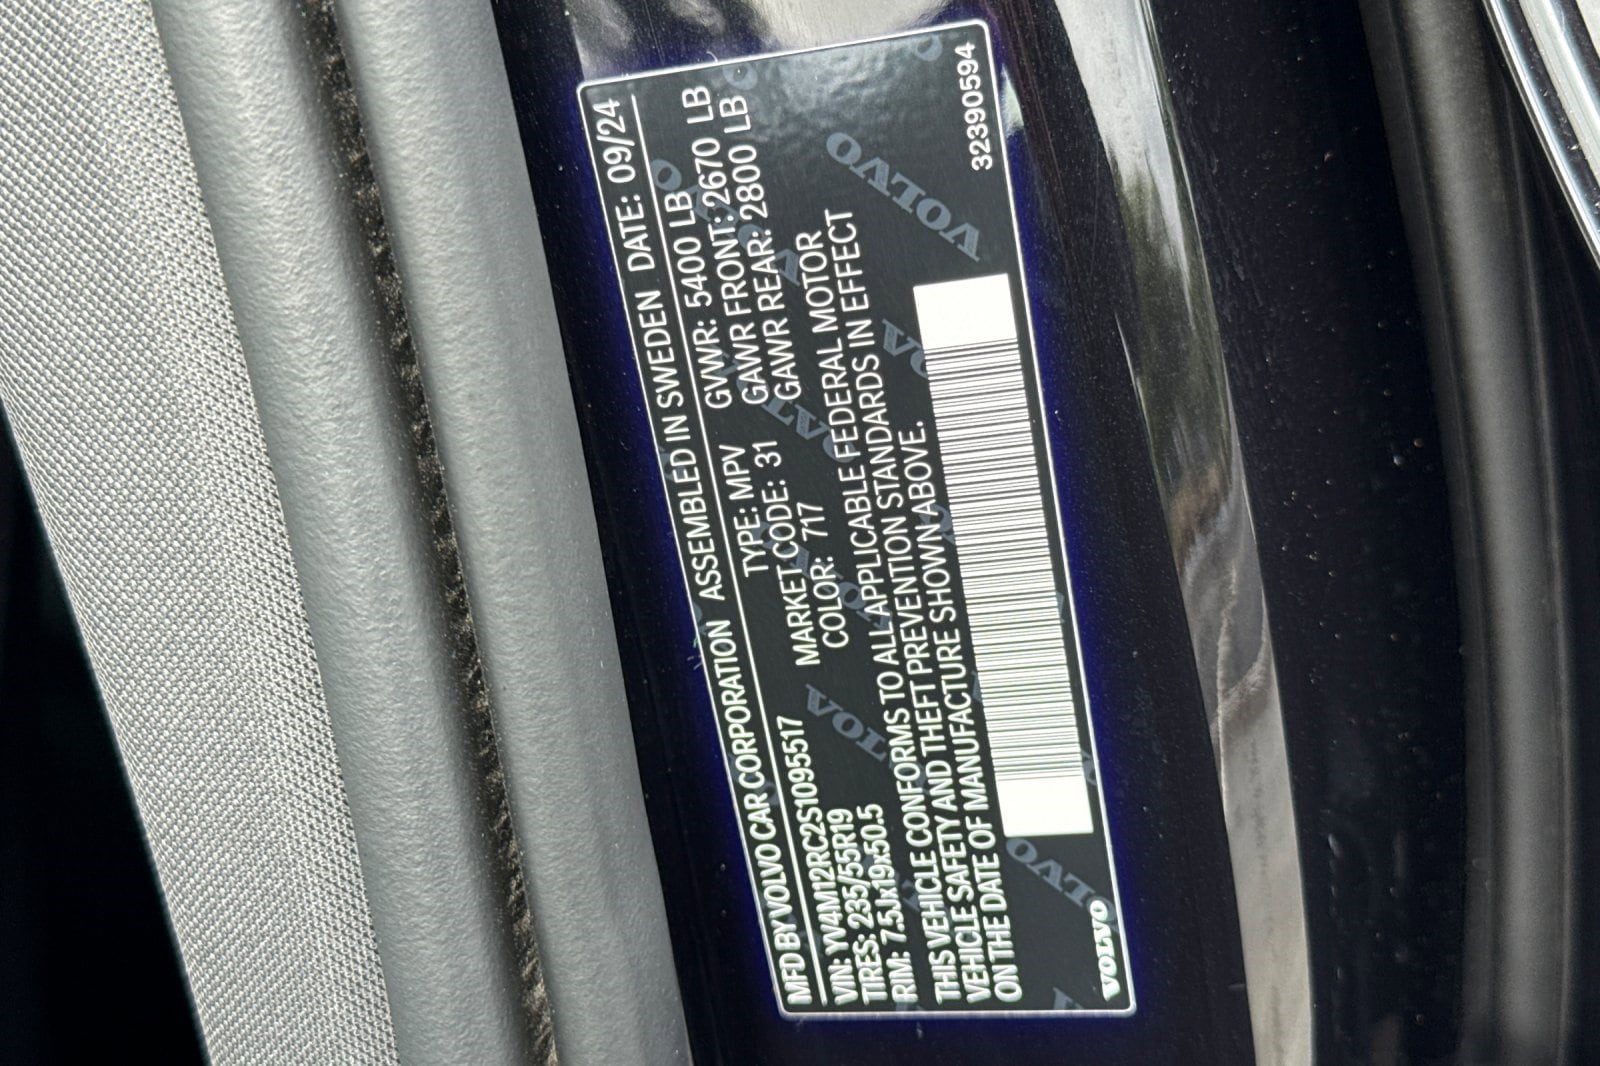 MFD BY VOLVO CAR CORPORATION ASSEMBLED IN SWEDEN DATE: 09/24
VIN: YV4M12RC2S1095517 TYPE: MPV GVWR: 5400 LB
TIRES: 235/55R19 MARKET CODE: 31 GAWR FRONT: 2670 LB
RIM: 7.5Jx19x50.5 COLOR: 717 GAWR REAR: 2800 LB
THIS VEHICLE CONFORMS TO ALL APPLICABLE FEDERAL MOTOR
VEHICLE SAFETY AND THEFT PREVENTION STANDARDS IN EFFECT
ON THE DATE OF MANUFACTURE SHOWN ABOVE.
VOLVO
32390594